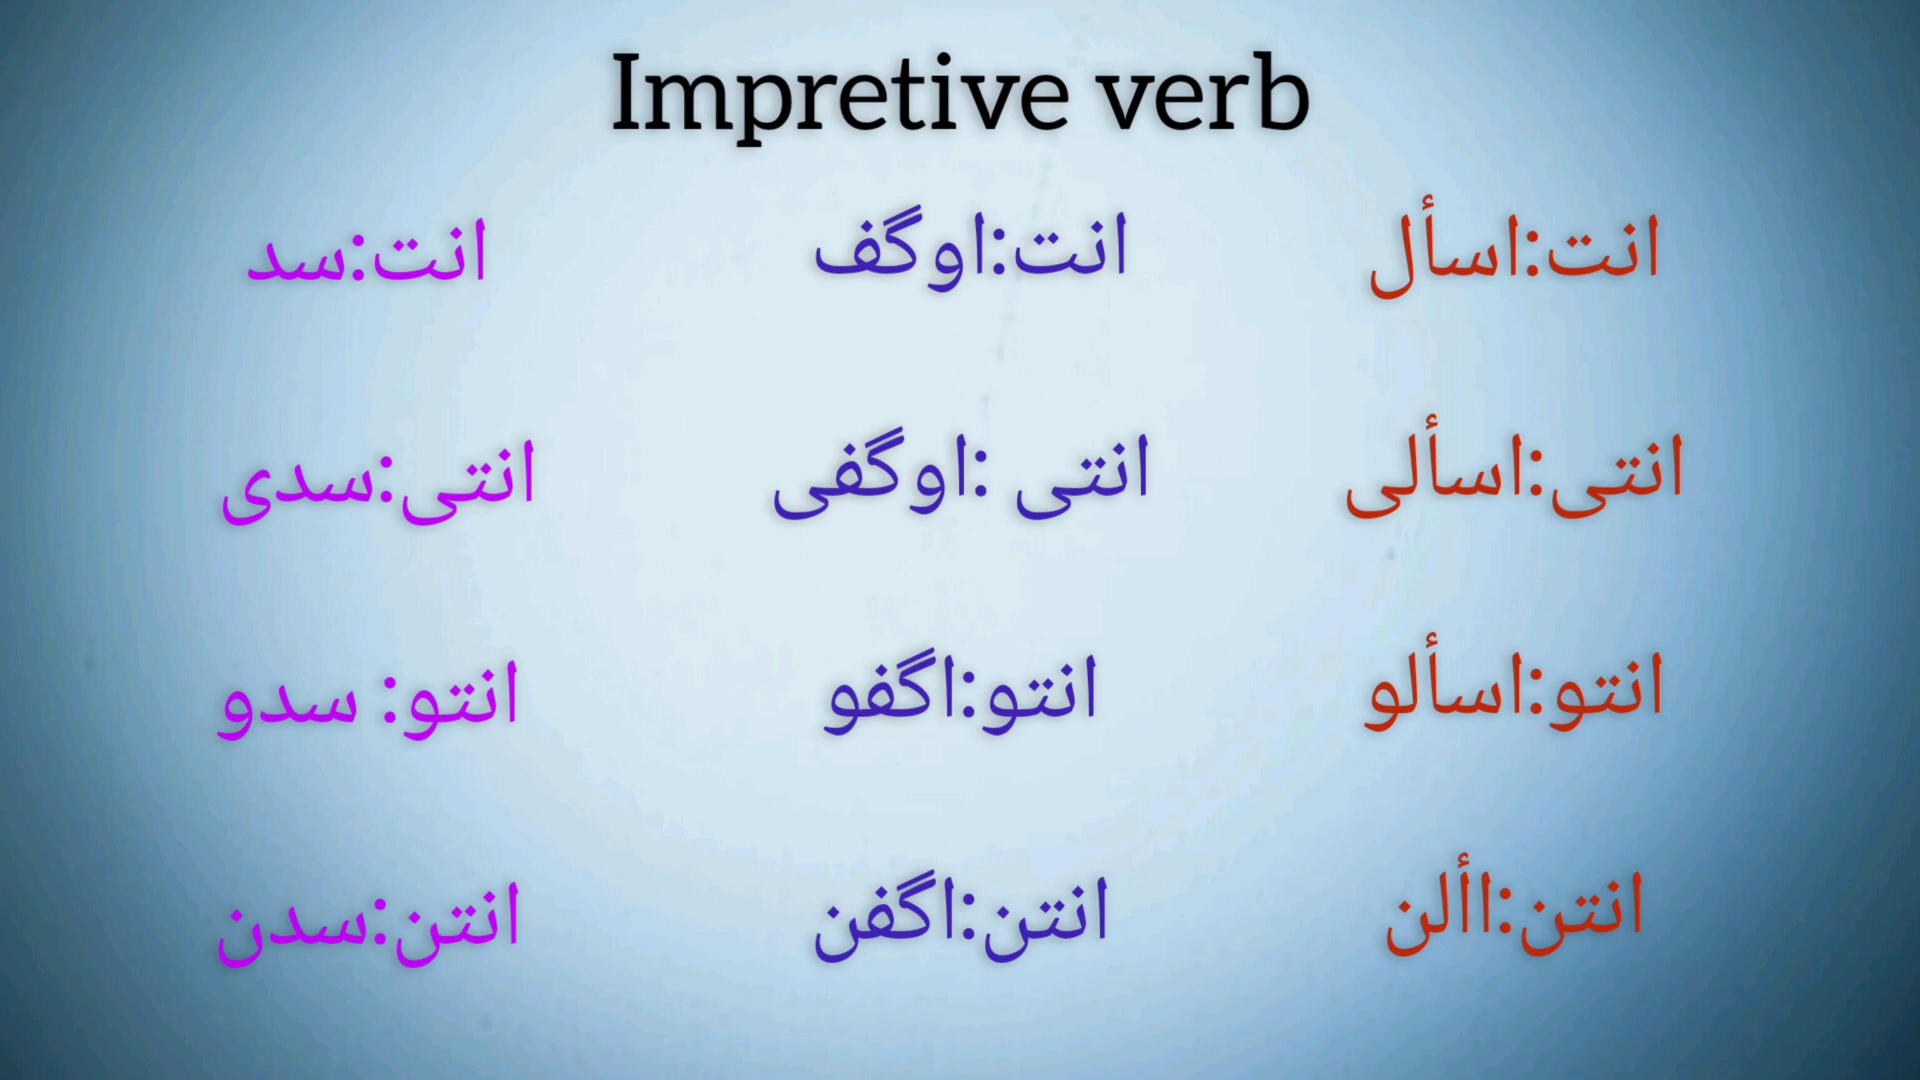 Impretive verb
انت:اسأل
انت:اوگف
انت:سد
انتی:اسألی
انتی :اوگفی
انتی:سدی
انتو:اسألو
انتو:اگفو
انتو: سدو
انتن:األن
انتن:اگفن
انتن:سدن